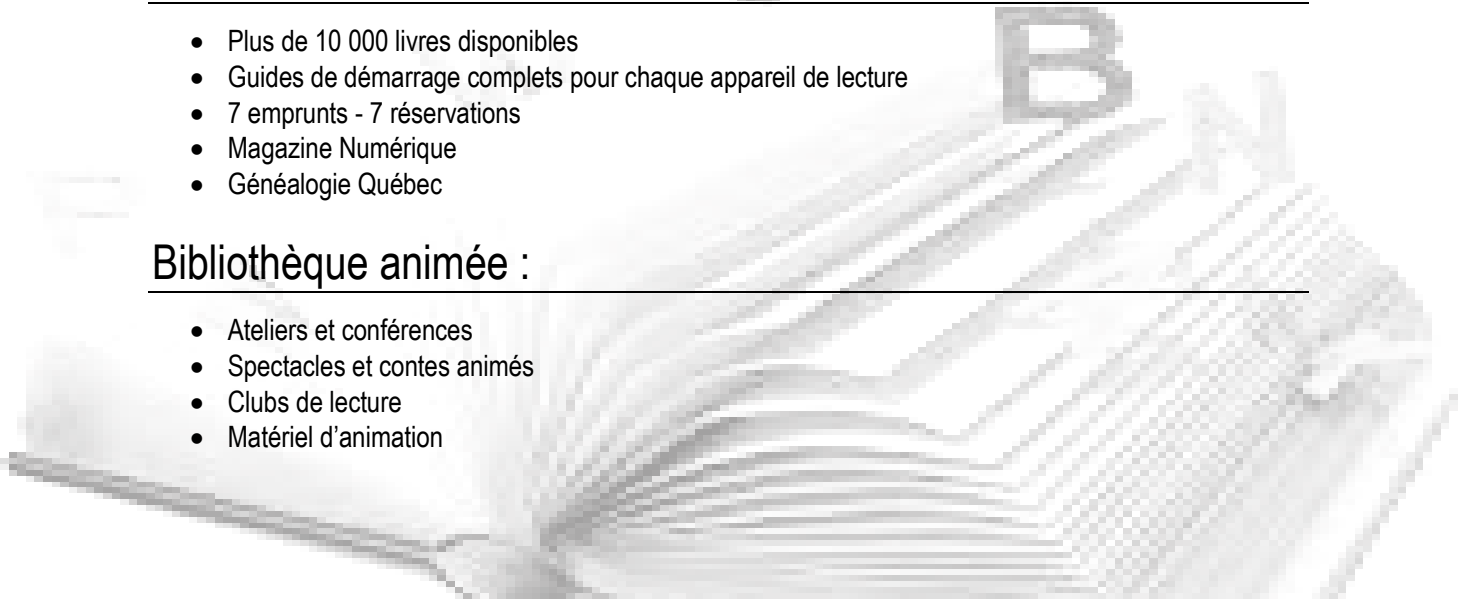 • Plus de 10 000 livres disponibles
• Guides de démarrage complets pour chaque appareil de lecture
• 7 emprunts - 7 réservations
• Magazine Numérique
• Généalogie Québec
Bibliothèque animée :
• Ateliers et conférences
• Spectacles et contes animés
• Clubs de lecture
• Matériel d’animation
B
N